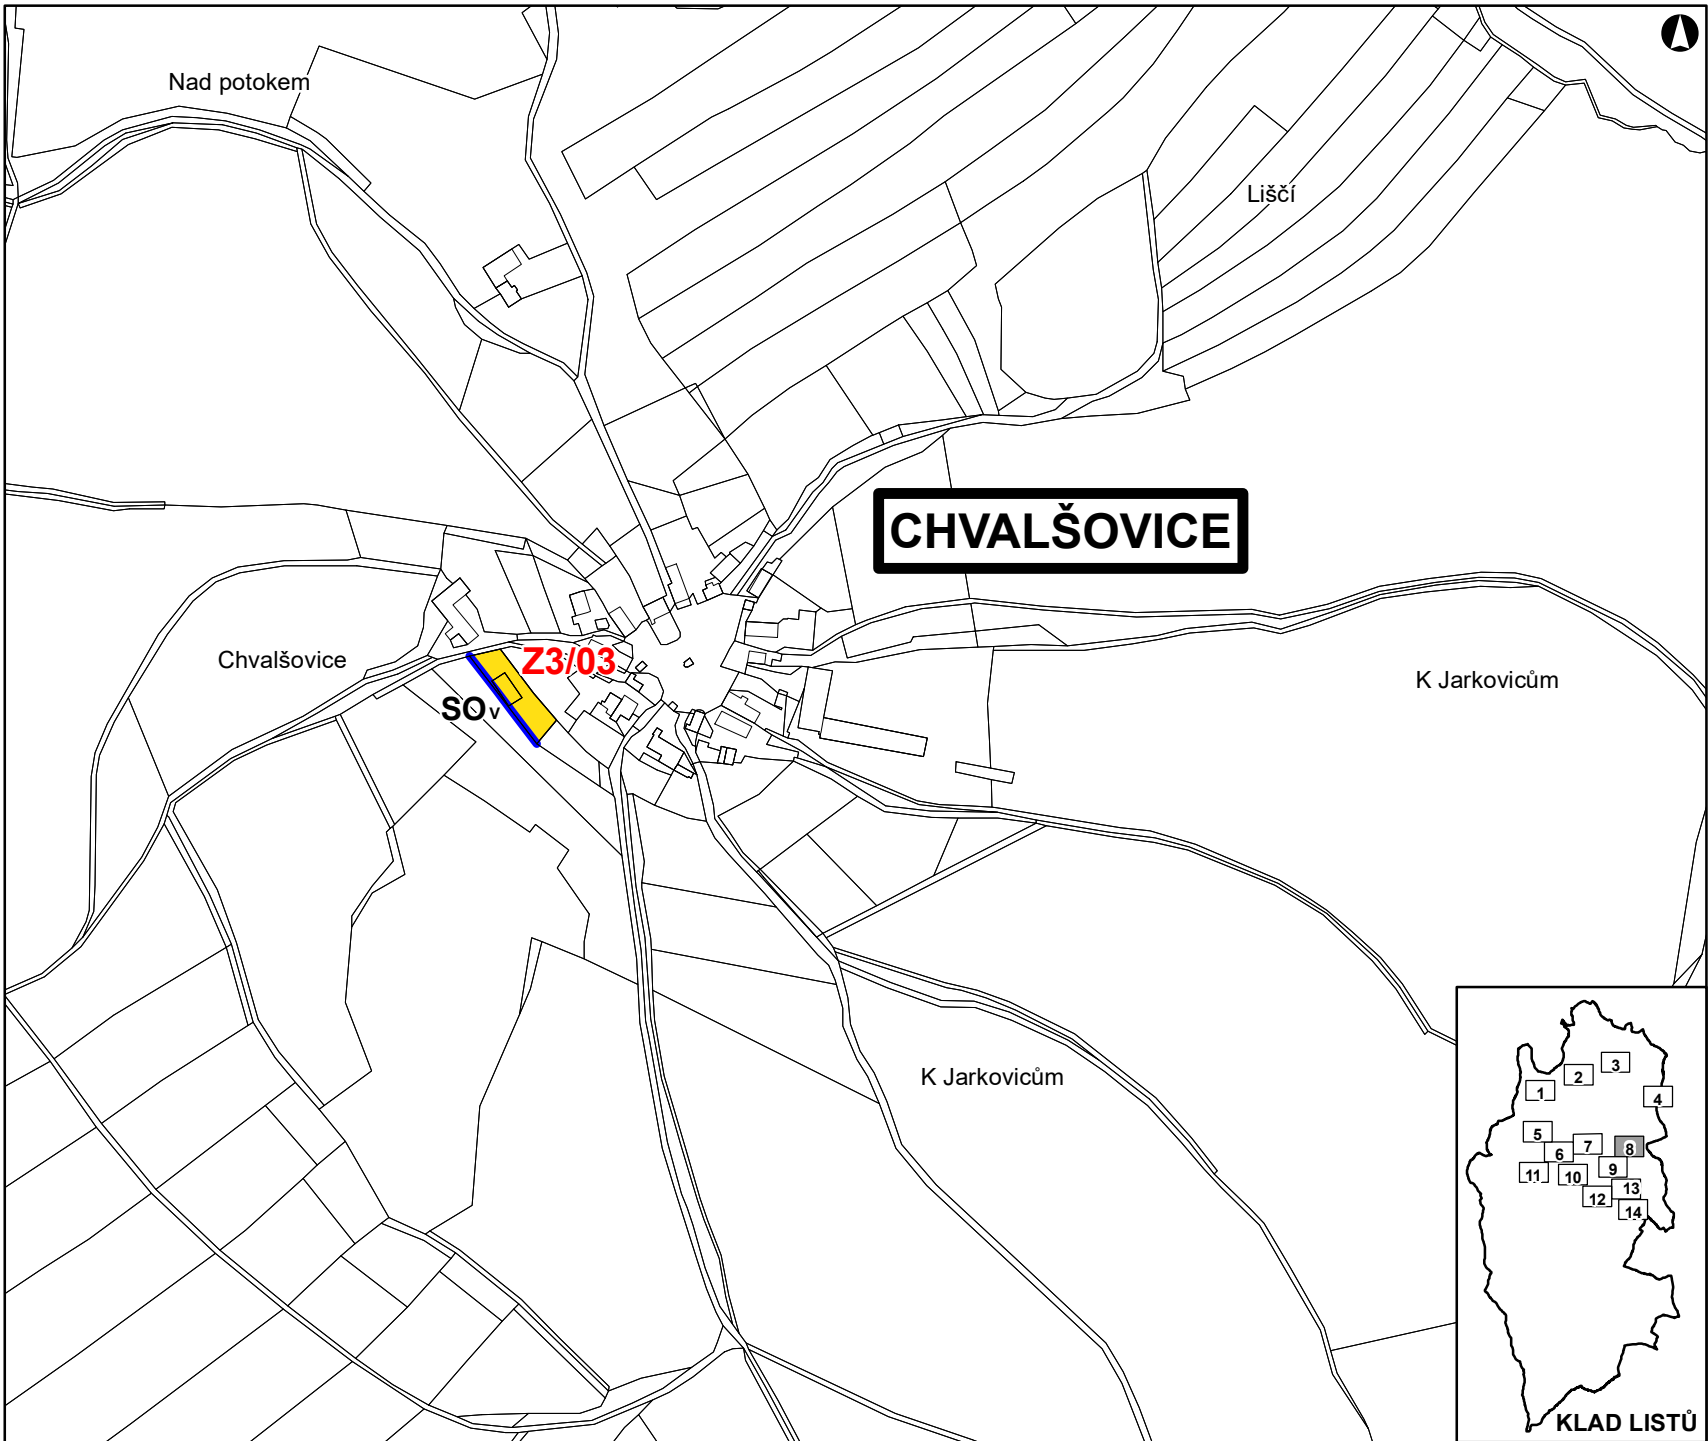 Nad potokem
Liščí
CHVALŠOVICE
Chvalšovice
Z3/03
SOv
K Jarkovicům
K Jarkovicům
3
2
1
4
5
7
8
6
9
11
10
13
12
14
KLAD LISTŮ